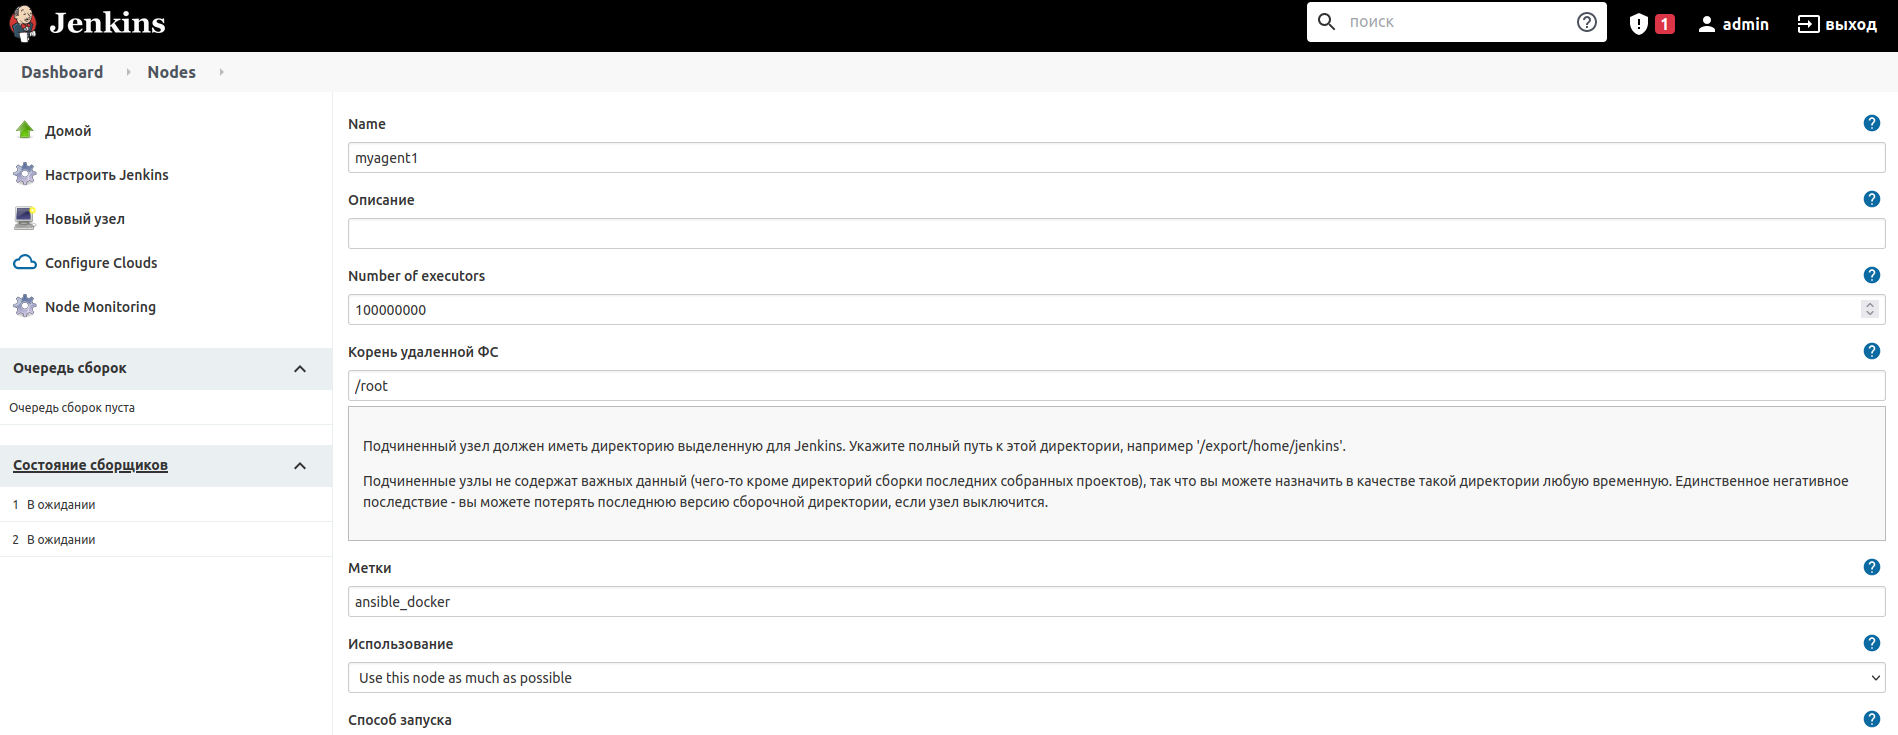 Jenkins
поиск
1
admin
выход
Dashboard
Nodes
Домой
Настроить Jenkins
Новый узел
Configure Clouds
Node Monitoring
Очередь сборок
Очередь сборок пуста
Состояние сборщиков
1 В ожидании
2 В ожидании
Name
myagent1
Описание
Number of executors
100000000
Корень удаленной ФС
/root
Подчиненный узел должен иметь директорию выделенную для Jenkins. Укажите полный путь к этой директории, например '/export/home/jenkins'.
Подчиненные узлы не содержат важных данный (чего-то кроме директорий сборки последних собранных проектов), так что вы можете назначить в качестве такой директории любую временную. Единственное негативное
последствие - вы можете потерять последнюю версию сборочной директории, если узел выключится.
Метки
ansible_docker
Использование
Use this node as much as possible
Способ запуска